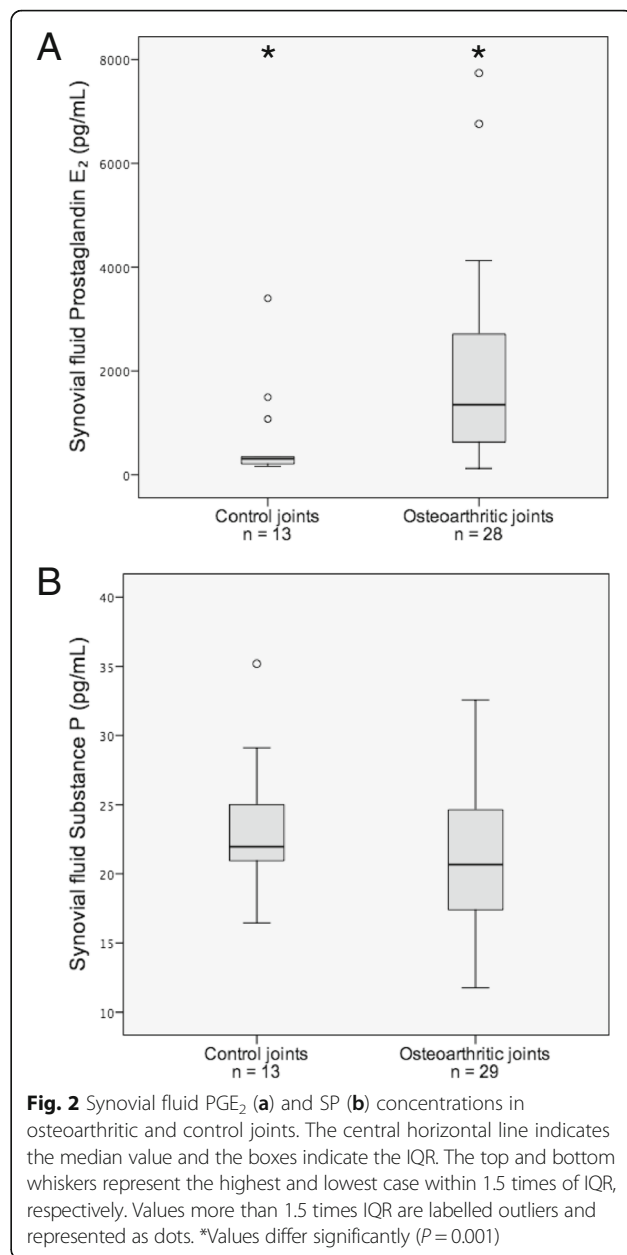 A
Synovial fluid Prostaglandin E₂ (pg/mL)
8000
6000
4000
2000
0
*
*
Control joints
n = 13
Osteoarthritic joints
n = 28
B
Synovial fluid Substance P (pg/mL)
40
35
30
25
20
15
10
Control joints
n = 13
Osteoarthritic joints
n = 29
Fig. 2 Synovial fluid PGE₂ (a) and SP (b) concentrations in
osteoarthritic and control joints. The central horizontal line indicates
the median value and the boxes indicate the IQR. The top and bottom
whiskers represent the highest and lowest case within 1.5 times of IQR,
respectively. Values more than 1.5 times IQR are labelled outliers and
represented as dots. *Values differ significantly (P = 0.001)